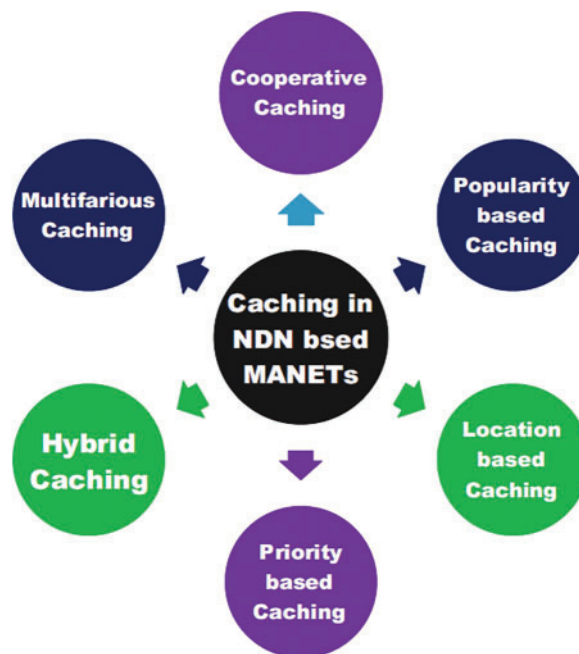 Cooperative
Caching
Multifarious
Caching
Popularity
based
Caching
Caching in
NDN bsed
MANETs
Hybrid
Caching
Location
based
Caching
Priority
based
Caching